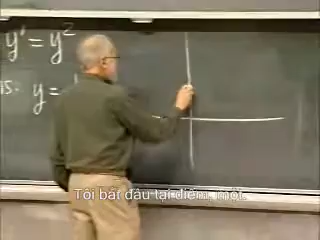 y' = y²
y =
Tôi bắt đầu tại điểm, một.